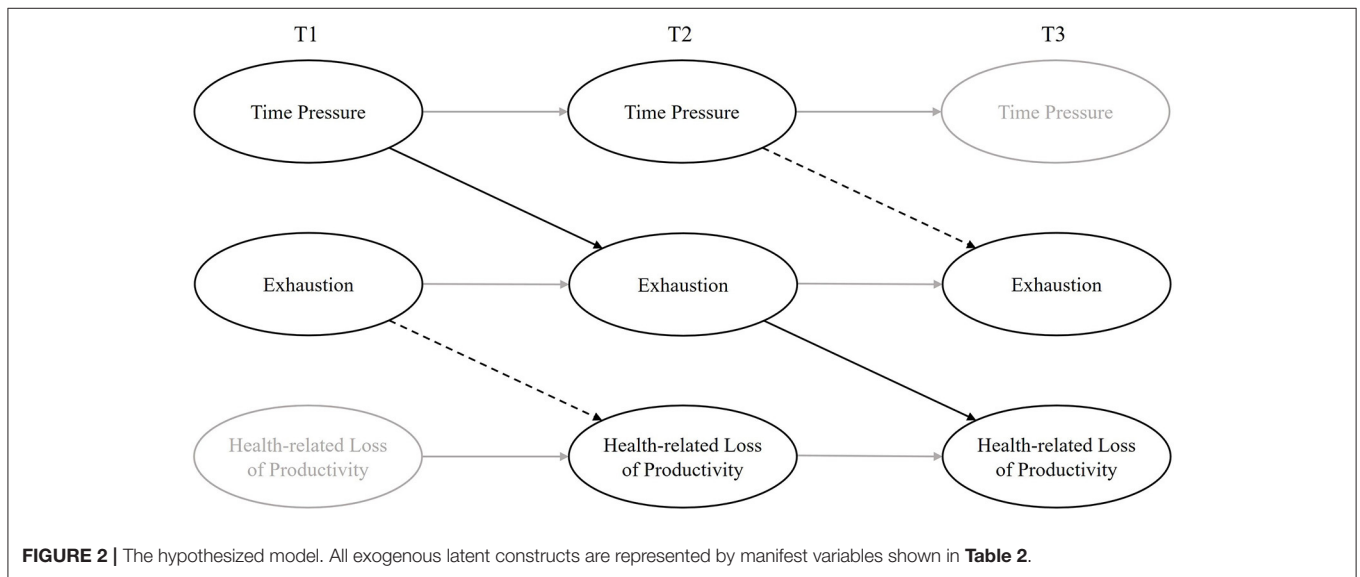 T1 T2 T3
Time Pressure Time Pressure Time Pressure
Exhaustion Exhaustion Exhaustion
Health-related Loss Health-related Loss Health-related Loss
of Productivity of Productivity of Productivity
FIGURE 2 | The hypothesized model. All exogenous latent constructs are represented by manifest variables shown in Table 2.